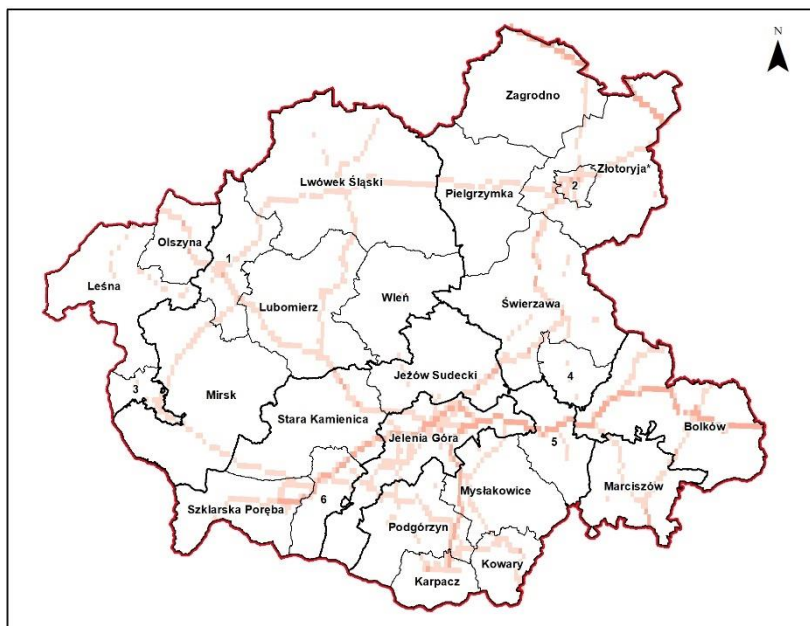 N
Zagrodno
Złotoryja*
2
Lwówek Śląski
Pielgrzymka
Olszyna
1
Leśna
Lubomierz
Wleń
Świerzawa
3
Mirsk
Jeżów Sudecki
4
Stara Kamienica
Jelenia Góra
Bolków
5
Szklarska Poręba
6
Mysłakowice
Marciszów
Podgórzyn
Kowary
Karpacz